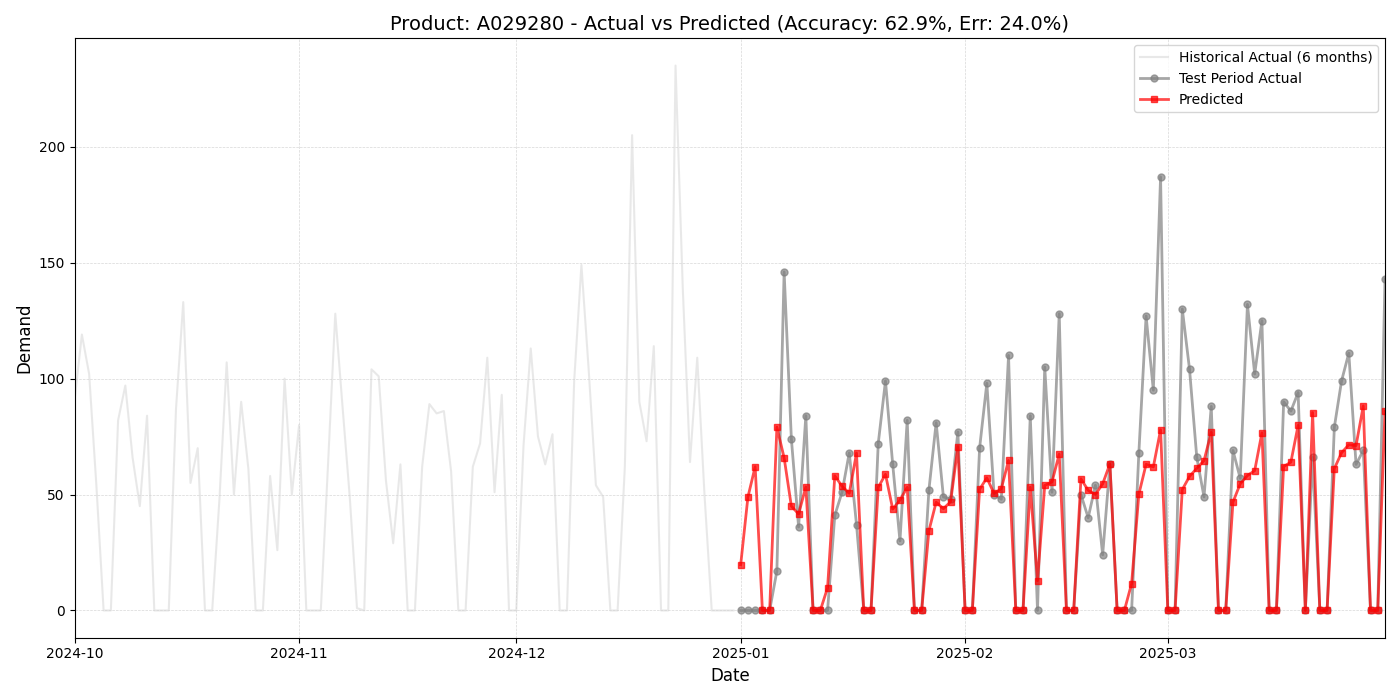 Product: A029280 - Actual vs Predicted (Accuracy: 62.9%, Err: 24.0%)
Historical Actual (6 months)
Test Period Actual
Predicted
Demand
200
150
100
50
0
2024-10
2024-11
2024-12
2025-01
2025-02
2025-03
Date